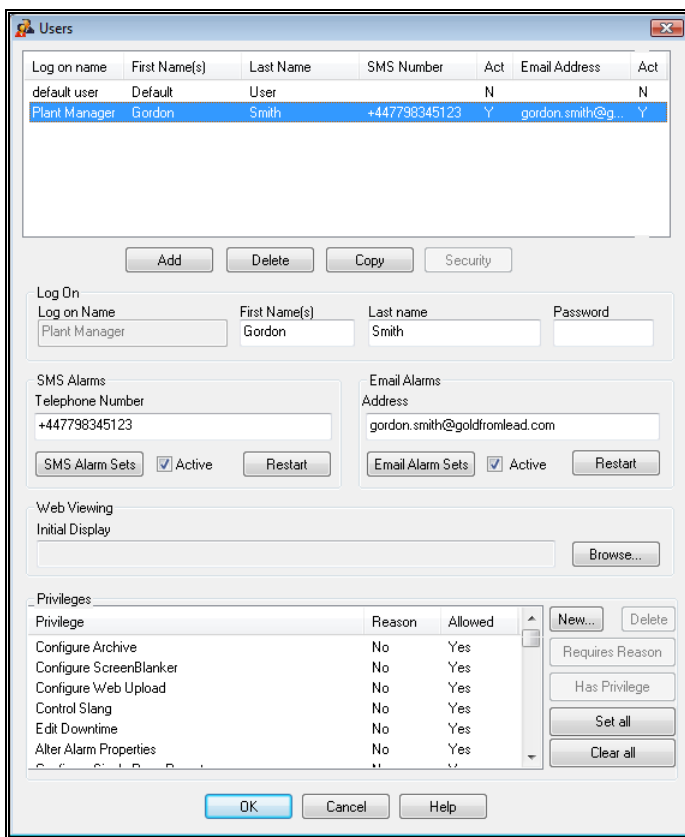 Users
Log on name First Name(s) Last Name SMS Number Act Email Address Act
default user Default User N N
Plant Manager Gordon Smith +447798345123 Y gordon.smith@g... Y
Add Delete Copy Security
Log On
Log on Name First Name(s) Last name Password
Plant Manager Gordon Smith
SMS Alarms Email Alarms
Telephone Number Address
+447798345123 gordon.smith@goldfromlead.com
SMS Alarm Sets Active Restart Email Alarm Sets Active Restart
Web Viewing
Initial Display
Browse...
Privileges
Privilege Reason Allowed New... Delete
Configure Archive No Yes Requires Reason
Configure ScreenBlanker No Yes
Configure Web Upload No Yes Has Privilege
Control Slang No Yes
Edit Downtime No Yes Set all
Alter Alarm Properties No Yes Clear all
OK Cancel Help